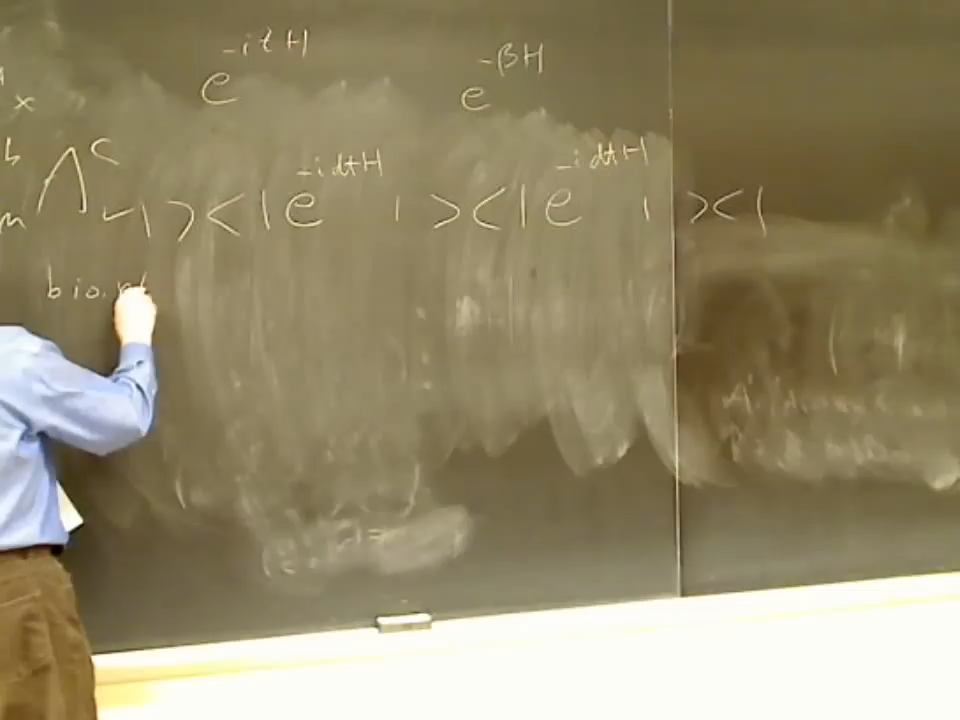 e^{-itH} e^{-βH}
x
b ∧ c
m ~| ><| e^{-idtH} | ><| e^{-idtH} | ><|
bio.